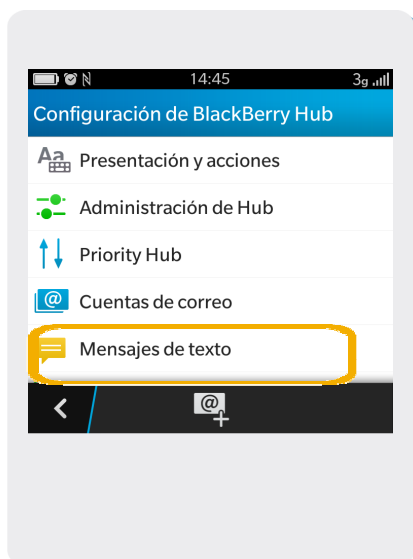 14:45 3g
Configuración de BlackBerry Hub
Aa Presentación y acciones
Administración de Hub
Priority Hub
@ Cuentas de correo
Mensajes de texto
@